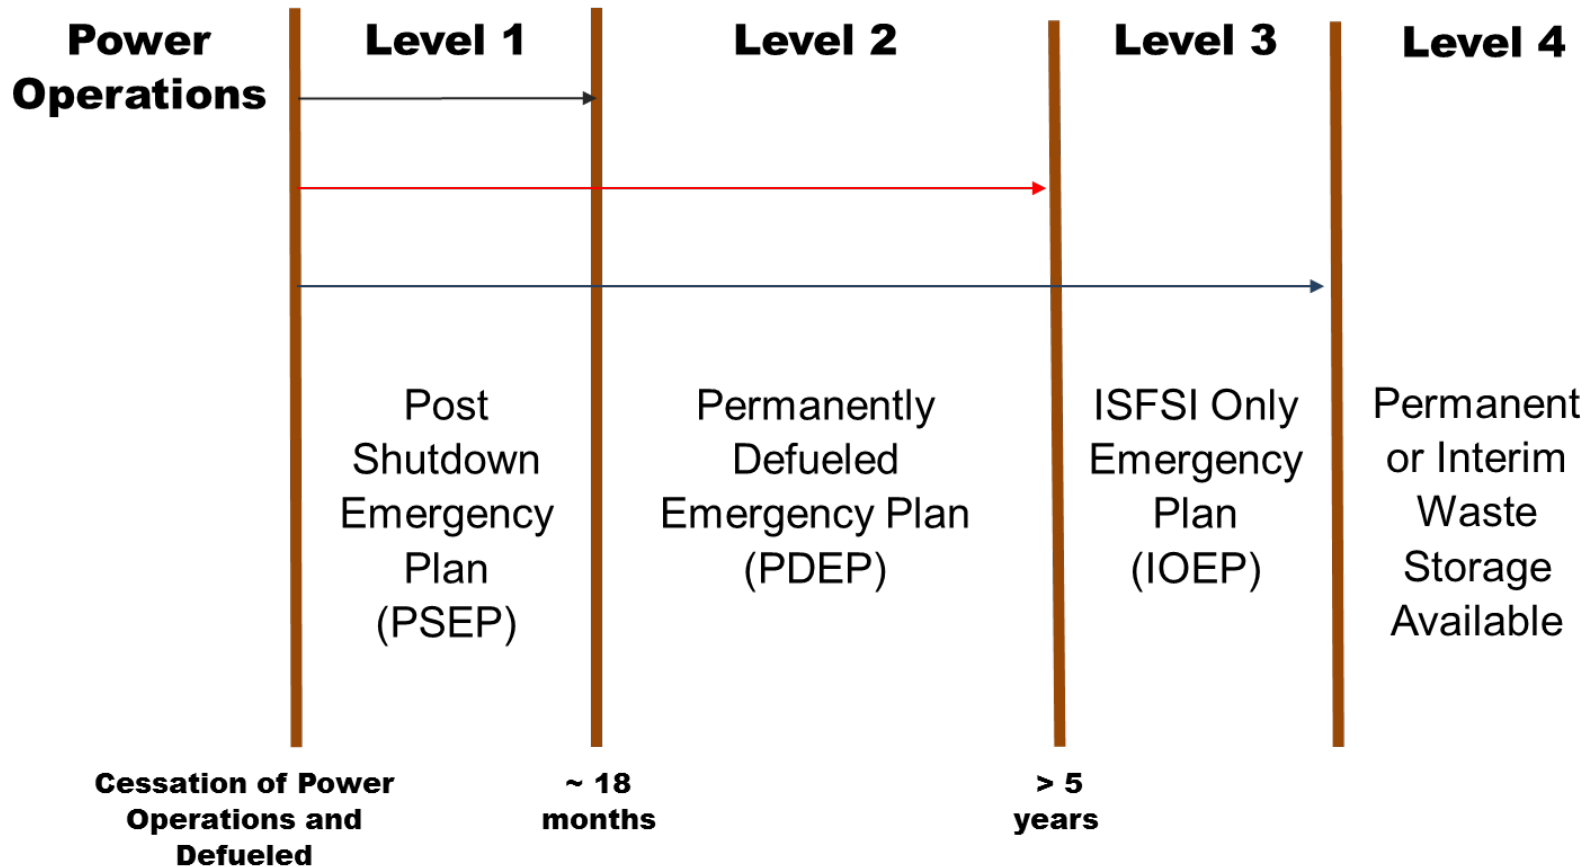 Power
Operations
Level 1
Level 2
Level 3
Level 4
Post
Shutdown
Emergency
Plan
(PSEP)
Permanently
Defueled
Emergency Plan
(PDEP)
ISFSI Only
Emergency
Plan
(IOEP)
Permanent
or Interim
Waste
Storage
Available
Cessation of Power
Operations and
Defueled
~ 18
months
> 5
years